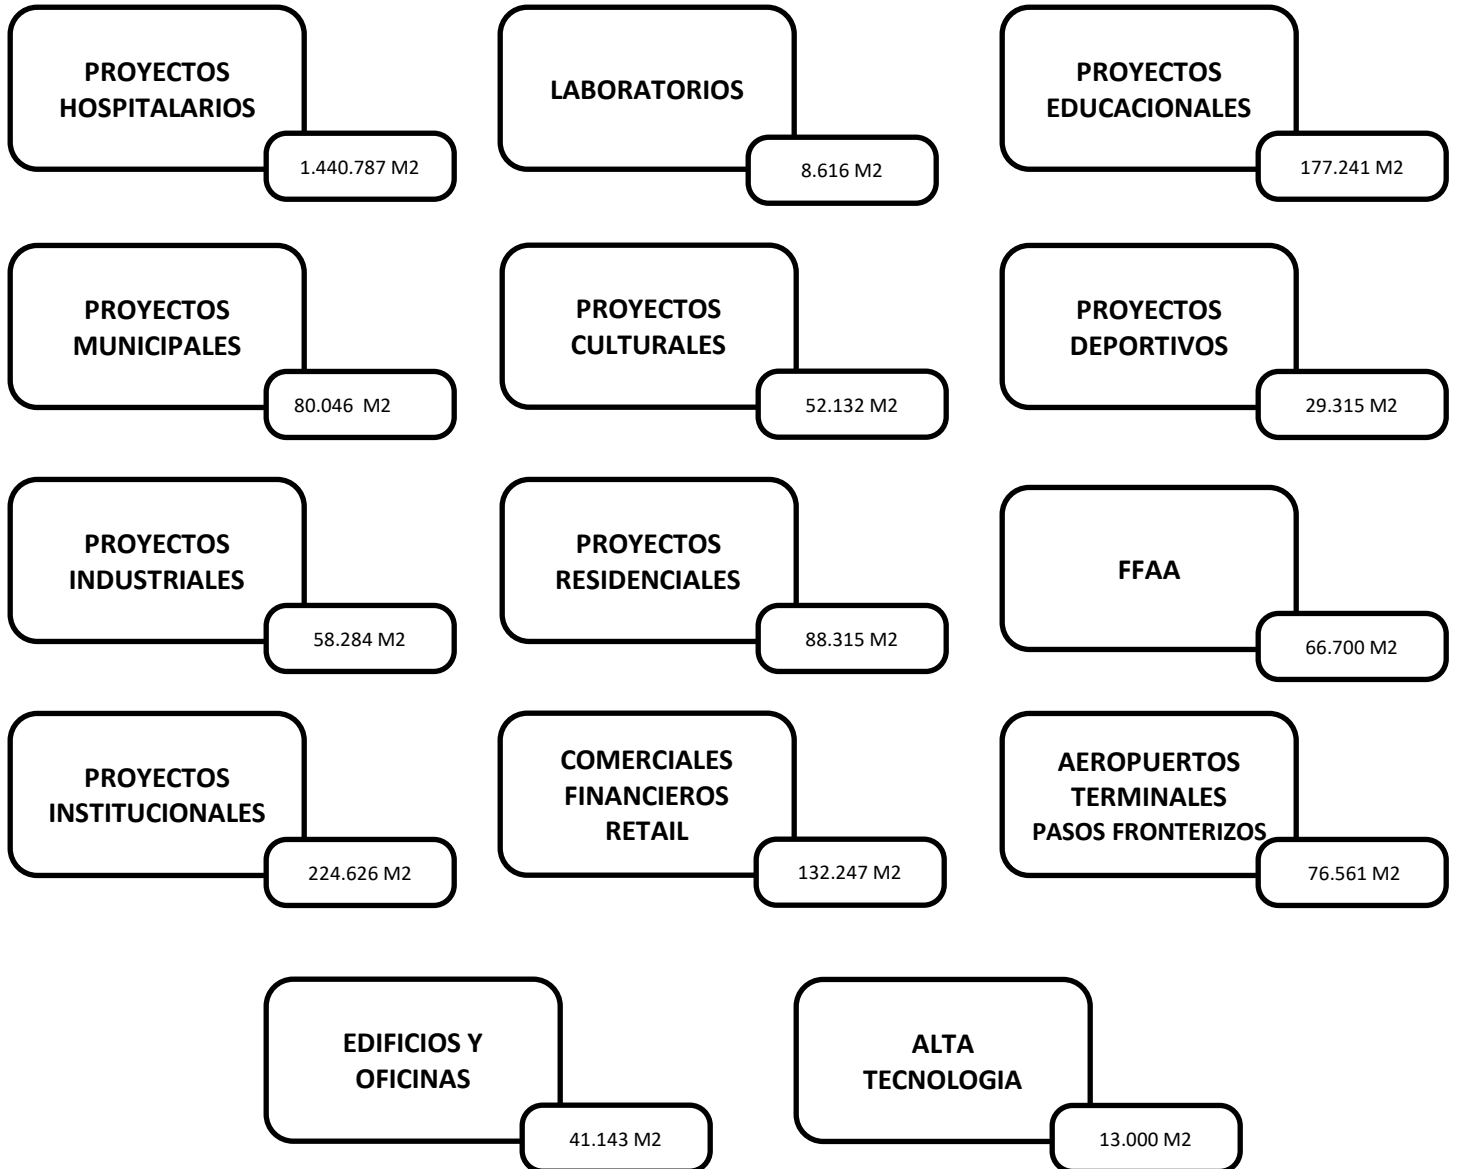 PROYECTOS
HOSPITALARIOS
1.440.787 M2
LABORATORIOS
8.616 M2
PROYECTOS
EDUCACIONALES
177.241 M2
PROYECTOS
MUNICIPALES
80.046  M2
PROYECTOS
CULTURALES
52.132 M2
PROYECTOS
DEPORTIVOS
29.315 M2
PROYECTOS
INDUSTRIALES
58.284 M2
PROYECTOS
RESIDENCIALES
88.315 M2
FFAA
66.700 M2
PROYECTOS
INSTITUCIONALES
224.626 M2
COMERCIALES
FINANCIEROS
RETAIL
132.247 M2
AEROPUERTOS
TERMINALES
PASOS FRONTERIZOS
76.561 M2
EDIFICIOS Y
OFICINAS
41.143 M2
ALTA
TECNOLOGIA
13.000 M2